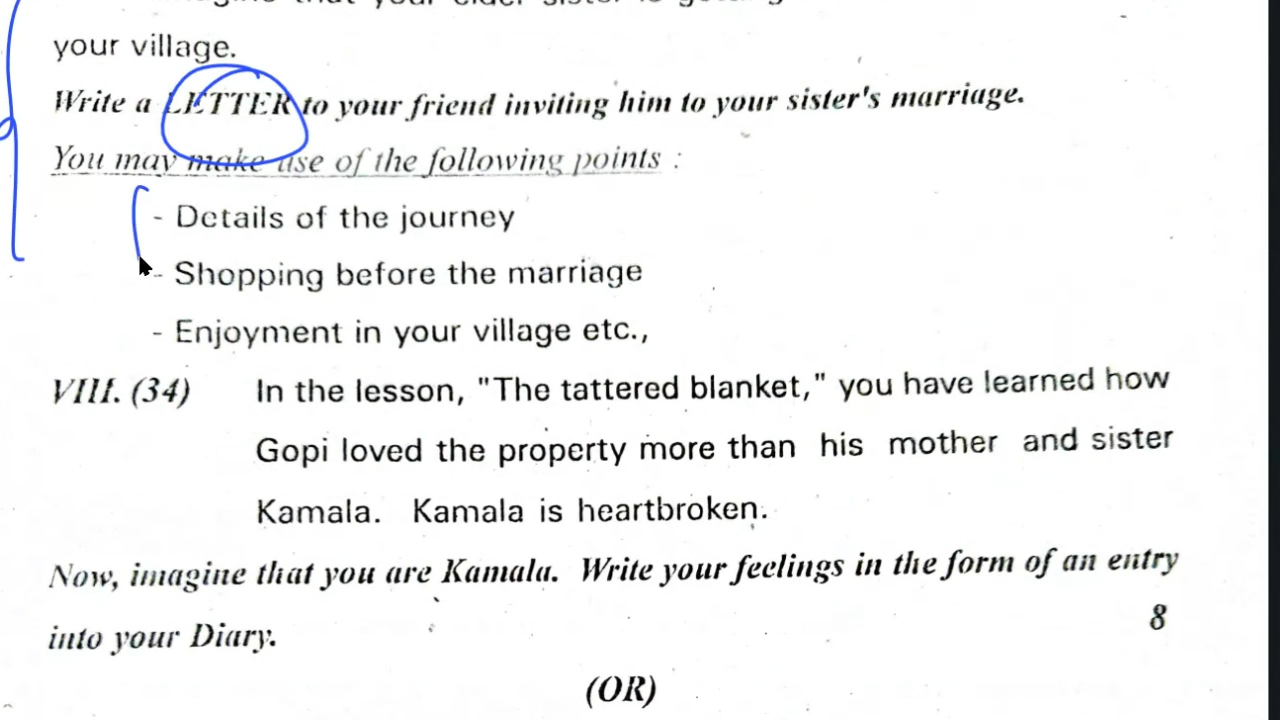 your village.
Write a LETTER to your friend inviting him to your sister's marriage.
You may make use of the following points :
- Details of the journey
- Shopping before the marriage
- Enjoyment in your village etc.,
VIII. (34) In the lesson, "The tattered blanket," you have learned how
Gopi loved the property more than his mother and sister
Kamala. Kamala is heartbroken.
Now, imagine that you are Kamala. Write your feelings in the form of an entry
into your Diary. 8
(OR)